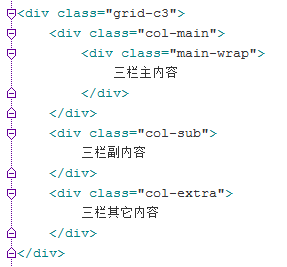 <div class="grid-c3">
<div class="col-main">
<div class="main-wrap">
三栏主内容
</div>
</div>
<div class="col-sub">
三栏副内容
</div>
<div class="col-extra">
三栏其它内容
</div>
</div>